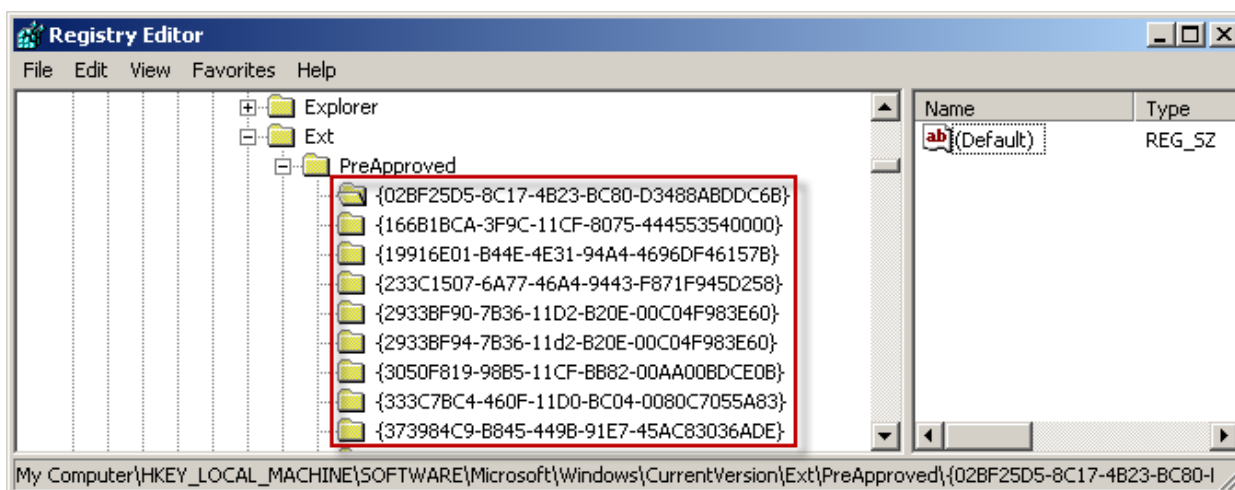 Registry Editor
File Edit View Favorites Help
Explorer
Ext
PreApproved
{02BF25D5-8C17-4B23-BC80-D3488ABDDC6B}
{166B1BCA-3F9C-11CF-8075-444553540000}
{19916E01-B44E-4E31-94A4-4696DF46157B}
{233C1507-6A77-46A4-9443-F871F945D258}
{2933BF90-7B36-11D2-B20E-00C04F983E60}
{2933BF94-7B36-11d2-B20E-00C04F983E60}
{3050F819-98B5-11CF-BB82-00AA00BDCE0B}
{333C7BC4-460F-11D0-BC04-0080C7055A83}
{373984C9-B845-449B-91E7-45AC83036ADE}
Name Type
ab (Default) REG_SZ
My Computer\HKEY_LOCAL_MACHINE\SOFTWARE\Microsoft\Windows\CurrentVersion\Ext\PreApproved\{02BF25D5-8C17-4B23-BC80-